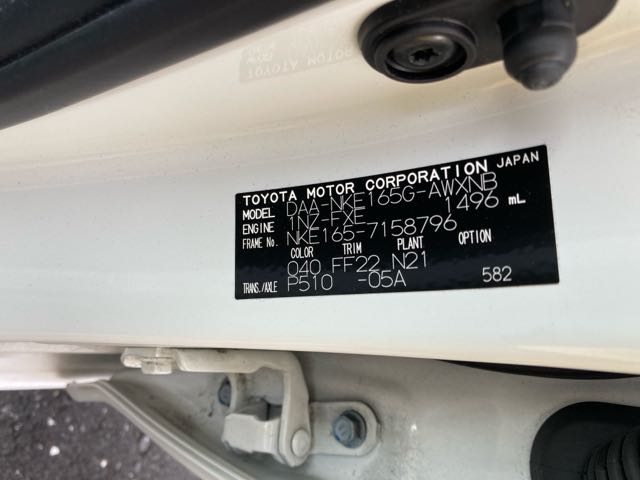 TOYOTA MOTOR CORPORATION JAPAN
MODEL DAA-NKE165G-AWXNB
ENGINE 1NZ-FXE 1496 mL
FRAME No. NKE165-7158796
COLOR TRIM PLANT OPTION
040 FF22 N21
TRANS./AXLE P510 -05A 582